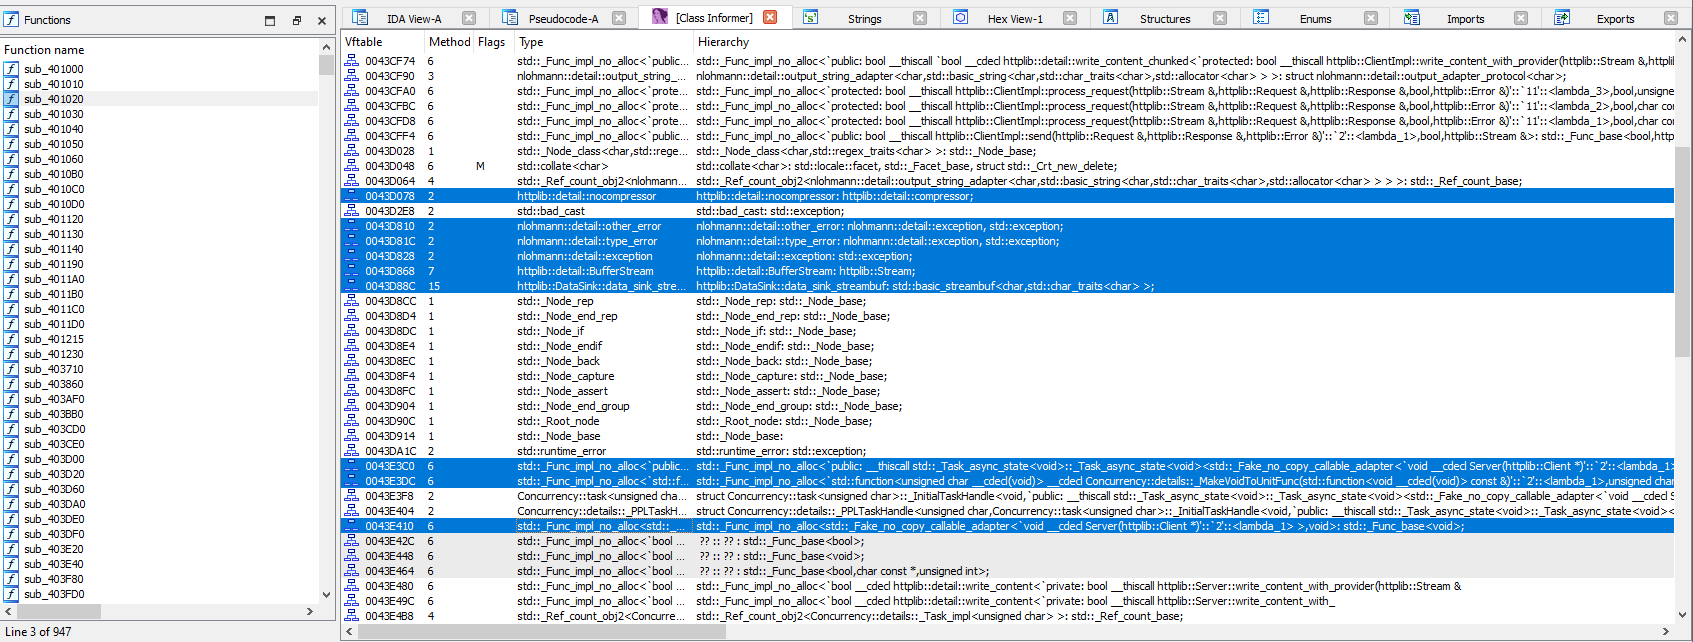 Functions
IDA View-A Pseudocode-A [Class Informer] Strings Hex View-1 Structures Enums Imports Exports
Function name
sub_401000
sub_401010
sub_401020
sub_401030
sub_401040
sub_401050
sub_401060
sub_4010B0
sub_4010C0
sub_4010D0
sub_401120
sub_401130
sub_401140
sub_401190
sub_4011A0
sub_4011B0
sub_4011C0
sub_4011D0
sub_401215
sub_401230
sub_403710
sub_403860
sub_403AF0
sub_403BB0
sub_403CD0
sub_403CE0
sub_403D00
sub_403D20
sub_403D60
sub_403DA0
sub_403DE0
sub_403DF0
sub_403E20
sub_403E40
sub_403F80
sub_403FD0
Line 3 of 947
Vftable Method Flags Type Hierarchy
0043CF74 6 std::_Func_impl_no_alloc<`public... std::_Func_impl_no_alloc<`public: bool __thiscall `bool __cdecl httplib::detail::write_content_chunked<`protected: bool __thiscall httplib::ClientImpl::write_content_with_provider(httplib::Stream &,http
0043CF90 3 nlohmann::detail::output_string_... nlohmann::detail::output_string_adapter<char,std::basic_string<char,std::char_traits<char>,std::allocator<char> > >: struct nlohmann::detail::output_adapter_protocol<char>;
0043CFA0 6 std::_Func_impl_no_alloc<`prote... std::_Func_impl_no_alloc<`protected: bool __thiscall httplib::ClientImpl::process_request(httplib::Stream &,httplib::Request &,httplib::Response &,bool,httplib::Error &)'::`11'::<lambda_3>,bool,unsigne
0043CFBC 6 std::_Func_impl_no_alloc<`prote... std::_Func_impl_no_alloc<`protected: bool __thiscall httplib::ClientImpl::process_request(httplib::Stream &,httplib::Request &,httplib::Response &,bool,httplib::Error &)'::`11'::<lambda_2>,bool,char con
0043CFD8 6 std::_Func_impl_no_alloc<`prote... std::_Func_impl_no_alloc<`protected: bool __thiscall httplib::ClientImpl::process_request(httplib::Stream &,httplib::Request &,httplib::Response &,bool,httplib::Error &)'::`11'::<lambda_1>,bool,char con
0043CFF4 6 std::_Func_impl_no_alloc<`public... std::_Func_impl_no_alloc<`public: bool __thiscall httplib::ClientImpl::send(httplib::Request &,httplib::Response &,httplib::Error &)'::`2'::<lambda_1>,bool,httplib::Stream &>: std::_Func_base<bool,htt
0043D028 1 std::_Node_class<char,std::rege... std::_Node_class<char,std::regex_traits<char> >: std::_Node_base;
0043D048 6 M std::collate<char> std::collate<char>: std::locale::facet, std::_Facet_base, struct std::_Crt_new_delete;
0043D064 4 std::_Ref_count_obj2<nlohmann... std::_Ref_count_obj2<nlohmann::detail::output_string_adapter<char,std::basic_string<char,std::char_traits<char>,std::allocator<char> > > >: std::_Ref_count_base;
0043D078 2 httplib::detail::nocompressor httplib::detail::nocompressor: httplib::detail::compressor;
0043D2E8 2 std::bad_cast std::bad_cast: std::exception;
0043D810 2 nlohmann::detail::other_error nlohmann::detail::other_error: nlohmann::detail::exception, std::exception;
0043D81C 2 nlohmann::detail::type_error nlohmann::detail::type_error: nlohmann::detail::exception, std::exception;
0043D828 2 nlohmann::detail::exception nlohmann::detail::exception: std::exception;
0043D868 7 httplib::detail::BufferStream httplib::detail::BufferStream: httplib::Stream;
0043D88C 15 httplib::DataSink::data_sink_stre... httplib::DataSink::data_sink_streambuf: std::basic_streambuf<char,std::char_traits<char> >;
0043D8CC 1 std::_Node_rep std::_Node_rep: std::_Node_base;
0043D8D4 1 std::_Node_end_rep std::_Node_end_rep: std::_Node_base;
0043D8DC 1 std::_Node_if std::_Node_if: std::_Node_base;
0043D8E4 1 std::_Node_endif std::_Node_endif: std::_Node_base;
0043D8EC 1 std::_Node_back std::_Node_back: std::_Node_base;
0043D8F4 1 std::_Node_capture std::_Node_capture: std::_Node_base;
0043D8FC 1 std::_Node_assert std::_Node_assert: std::_Node_base;
0043D904 1 std::_Node_end_group std::_Node_end_group: std::_Node_base;
0043D90C 1 std::_Root_node std::_Root_node: std::_Node_base;
0043D914 1 std::_Node_base std::_Node_base:
0043DA1C 2 std::runtime_error std::runtime_error: std::exception;
0043E3C0 6 std::_Func_impl_no_alloc<`public... std::_Func_impl_no_alloc<`public: __thiscall std::_Task_async_state<void>::_Task_async_state<void><std::_Fake_no_copy_callable_adapter<`void __cdecl Server(httplib::Client *)'::`2'::<lambda_1>
0043E3DC 6 std::_Func_impl_no_alloc<`std::f... std::_Func_impl_no_alloc<`std::function<unsigned char __cdecl(void)> __cdecl Concurrency::details::_MakeVoidToUnitFunc(std::function<void __cdecl(void)> const &)'::`2'::<lambda_1>,unsigned char
0043E3F8 2 Concurrency::task<unsigned cha... struct Concurrency::task<unsigned char>::_InitialTaskHandle<void,`public: __thiscall std::_Task_async_state<void>::_Task_async_state<void><std::_Fake_no_copy_callable_adapter<`void __cdecl S
0043E404 2 Concurrency::details::_PPLTaskH... struct Concurrency::details::_PPLTaskHandle<unsigned char,Concurrency::task<unsigned char>::_InitialTaskHandle<void,`public: __thiscall std::_Task_async_state<void>::_Task_async_state<void><
0043E410 6 std::_Func_impl_no_alloc<std::_... std::_Func_impl_no_alloc<std::_Fake_no_copy_callable_adapter<`void __cdecl Server(httplib::Client *)'::`2'::<lambda_1> >,void>: std::_Func_base<void>;
0043E42C 6 std::_Func_impl_no_alloc<`bool ... ?? :: ?? : std::_Func_base<bool>;
0043E448 6 std::_Func_impl_no_alloc<`bool ... ?? :: ?? : std::_Func_base<void>;
0043E464 6 std::_Func_impl_no_alloc<`bool ... ?? :: ?? : std::_Func_base<bool,char const *,unsigned int>;
0043E480 6 std::_Func_impl_no_alloc<`bool ... std::_Func_impl_no_alloc<`bool __cdecl httplib::detail::write_content<`private: bool __thiscall httplib::Server::write_content_with_provider(httplib::Stream &
0043E49C 6 std::_Func_impl_no_alloc<`bool ... std::_Func_impl_no_alloc<`bool __cdecl httplib::detail::write_content<`private: bool __thiscall httplib::Server::write_content_with_
0043E4B8 4 std::_Ref_count_obj2<Concurre... std::_Ref_count_obj2<Concurrency::details::_Task_impl<unsigned char> >: std::_Ref_count_base;